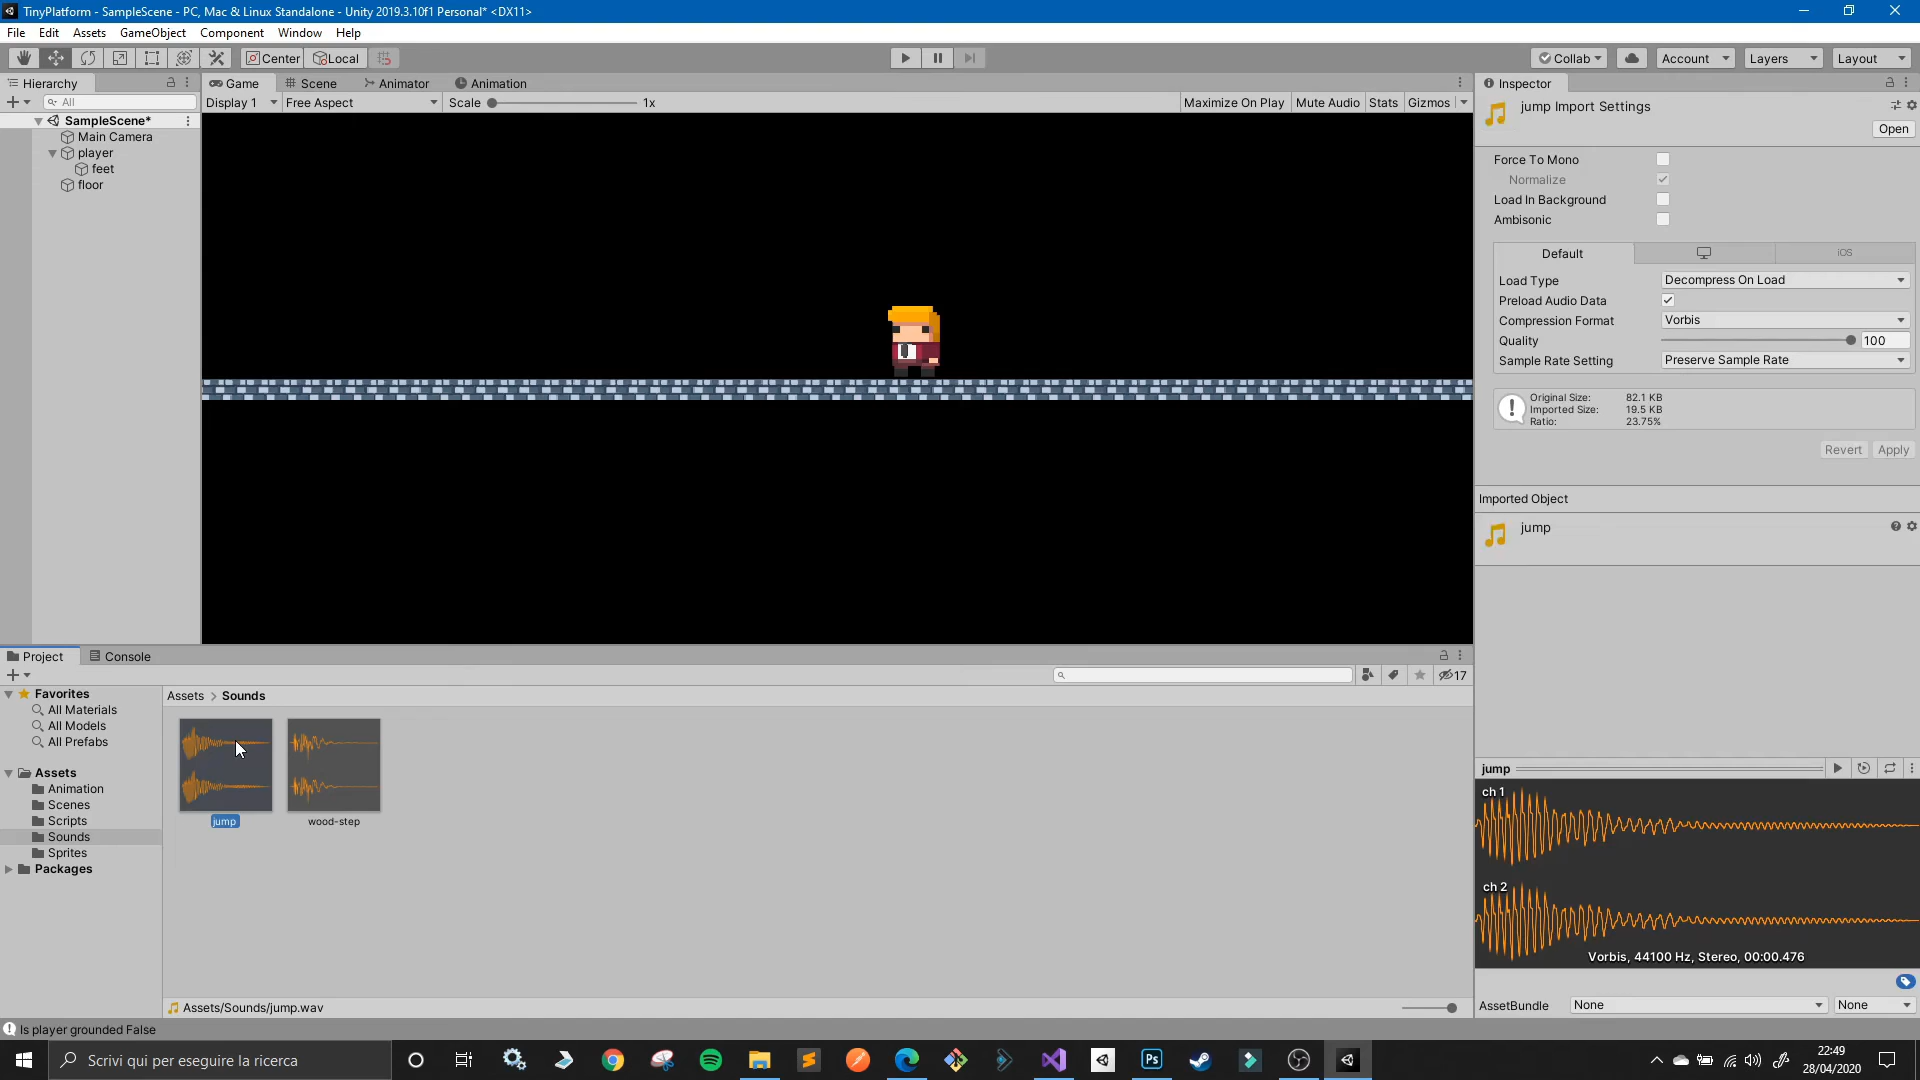 TinyPlatform - SampleScene - PC, Mac & Linux Standalone - Unity 2019.3.10f1 Personal* <DX11>
File Edit Assets GameObject Component Window Help
Center Local Collab Account Layers Layout
Hierarchy Game Scene Animator Animation Inspector
All Display 1 Free Aspect Scale 1x Maximize On Play Mute Audio Stats Gizmos
jump Import Settings
Open
SampleScene*
Main Camera
player
feet
floor
Force To Mono
Normalize
Load In Background
Ambisonic
Default iOS
Load Type Decompress On Load
Preload Audio Data
Compression Format Vorbis
Quality 100
Sample Rate Setting Preserve Sample Rate
Original Size: 82.1 KB
Imported Size: 19.5 KB
Ratio: 23.75%
Revert Apply
Imported Object
jump
Project Console
17
Favorites
All Materials
All Models
All Prefabs
Assets
Animation
Scenes
Scripts
Sounds
Sprites
Packages
Assets > Sounds
jump wood-step
Assets/Sounds/jump.wav
jump
ch 1
ch 2
Vorbis, 44100 Hz, Stereo, 00:00.476
AssetBundle None None
Is player grounded False
Scrivi qui per eseguire la ricerca
Ps
22:49
28/04/2020